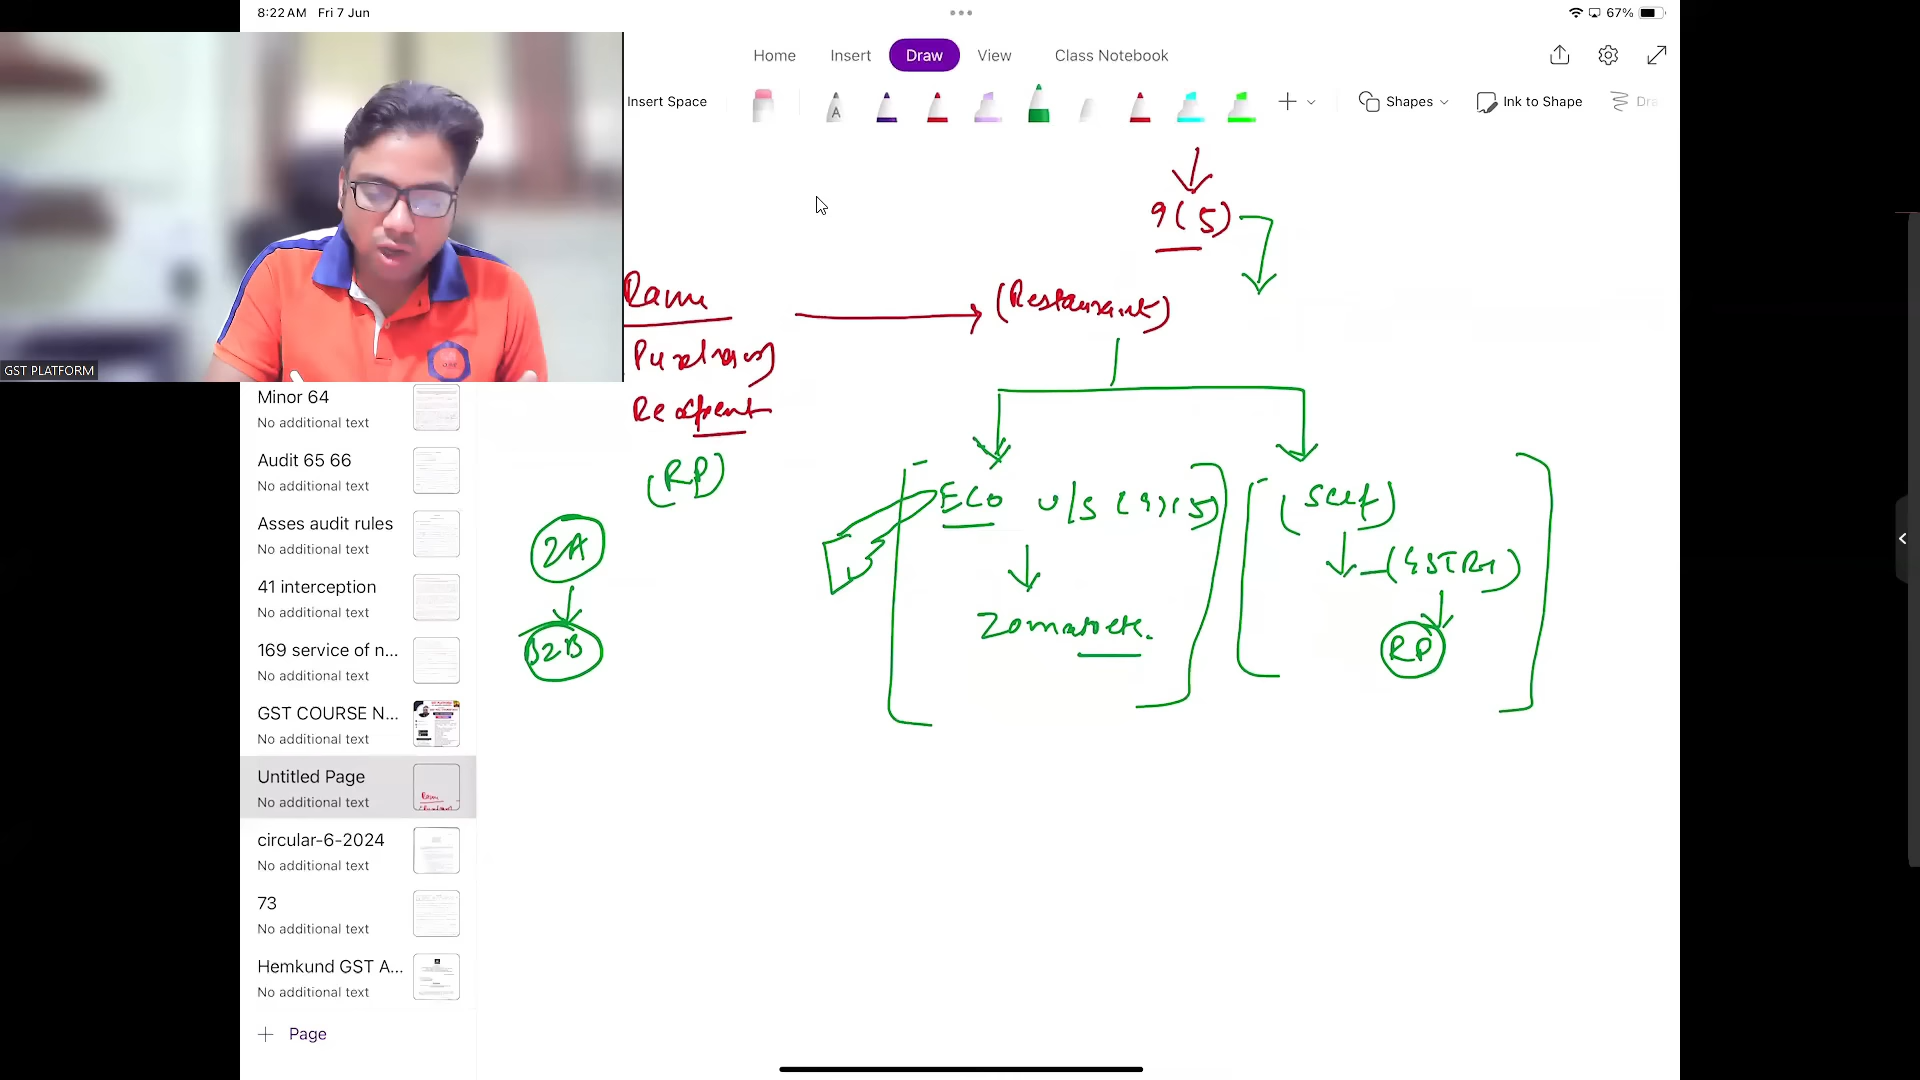 8:22 AM Fri 7 Jun
67%
Home Insert Draw View Class Notebook
Insert Space
A
Shapes
Ink to Shape
Dra
9(5)
(Restaurant)
Recipient
(RP)
ECO u/s (9)(5)
(Self)
2A
(GSTR1)
Zomato etc.
B2B
RP
GST PLATFORM
Minor 64
No additional text
Audit 65 66
No additional text
Asses audit rules
No additional text
41 interception
No additional text
169 service of n...
No additional text
GST COURSE N...
No additional text
Untitled Page
No additional text
circular-6-2024
No additional text
73
No additional text
Hemkund GST A...
No additional text
Page